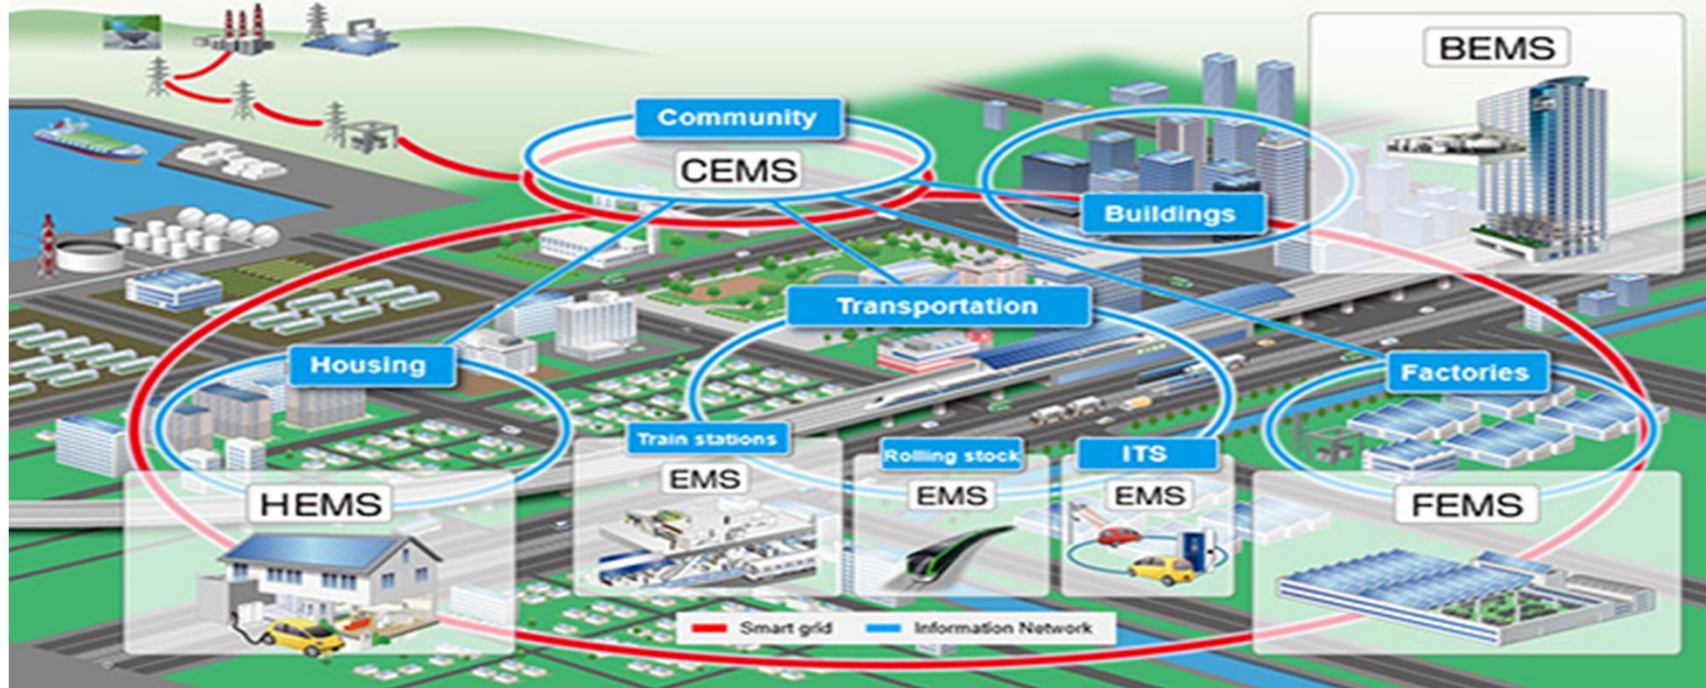 BEMS
Community
CEMS
Buildings
Transportation
Housing
Factories
Train stations
Rolling stock
ITS
EMS
EMS
EMS
HEMS
FEMS
Smart grid
Information Network